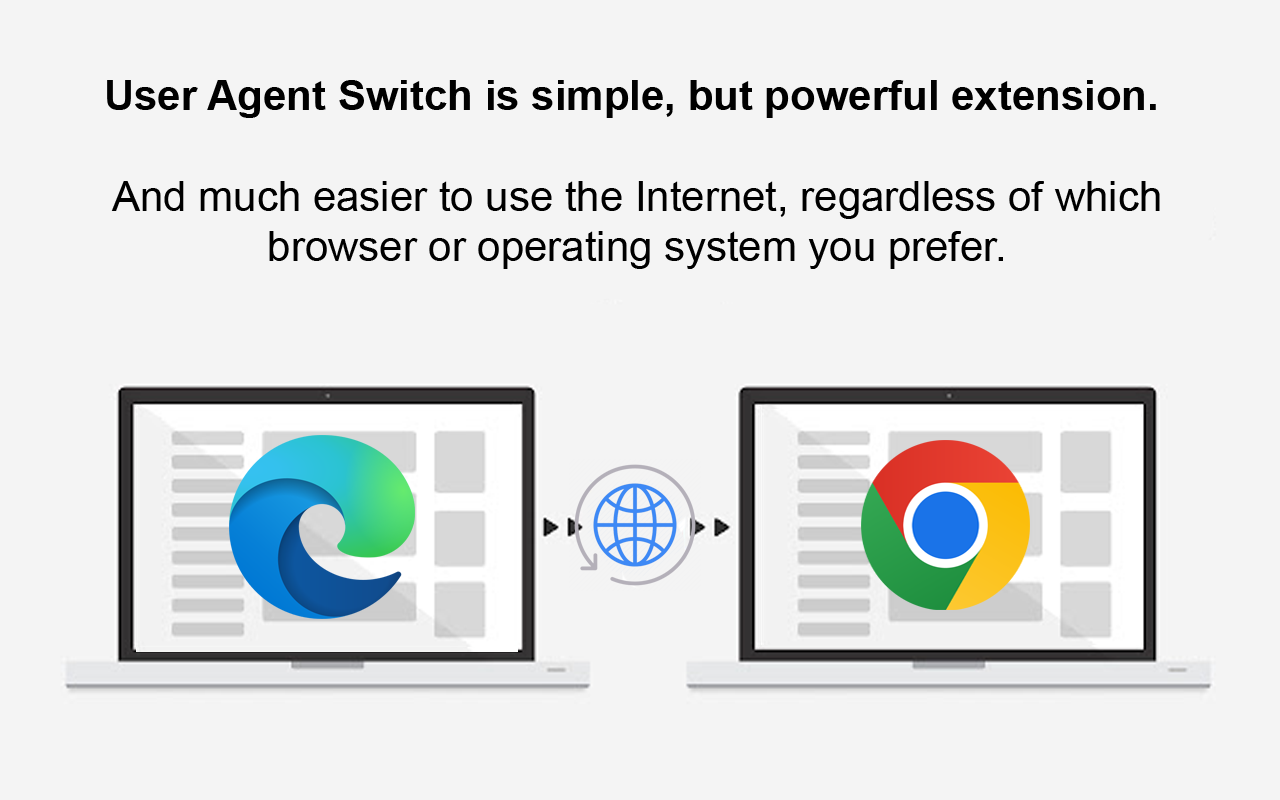 User Agent Switch is simple, but powerful extension.
And much easier to use the Internet, regardless of which
browser or operating system you prefer.